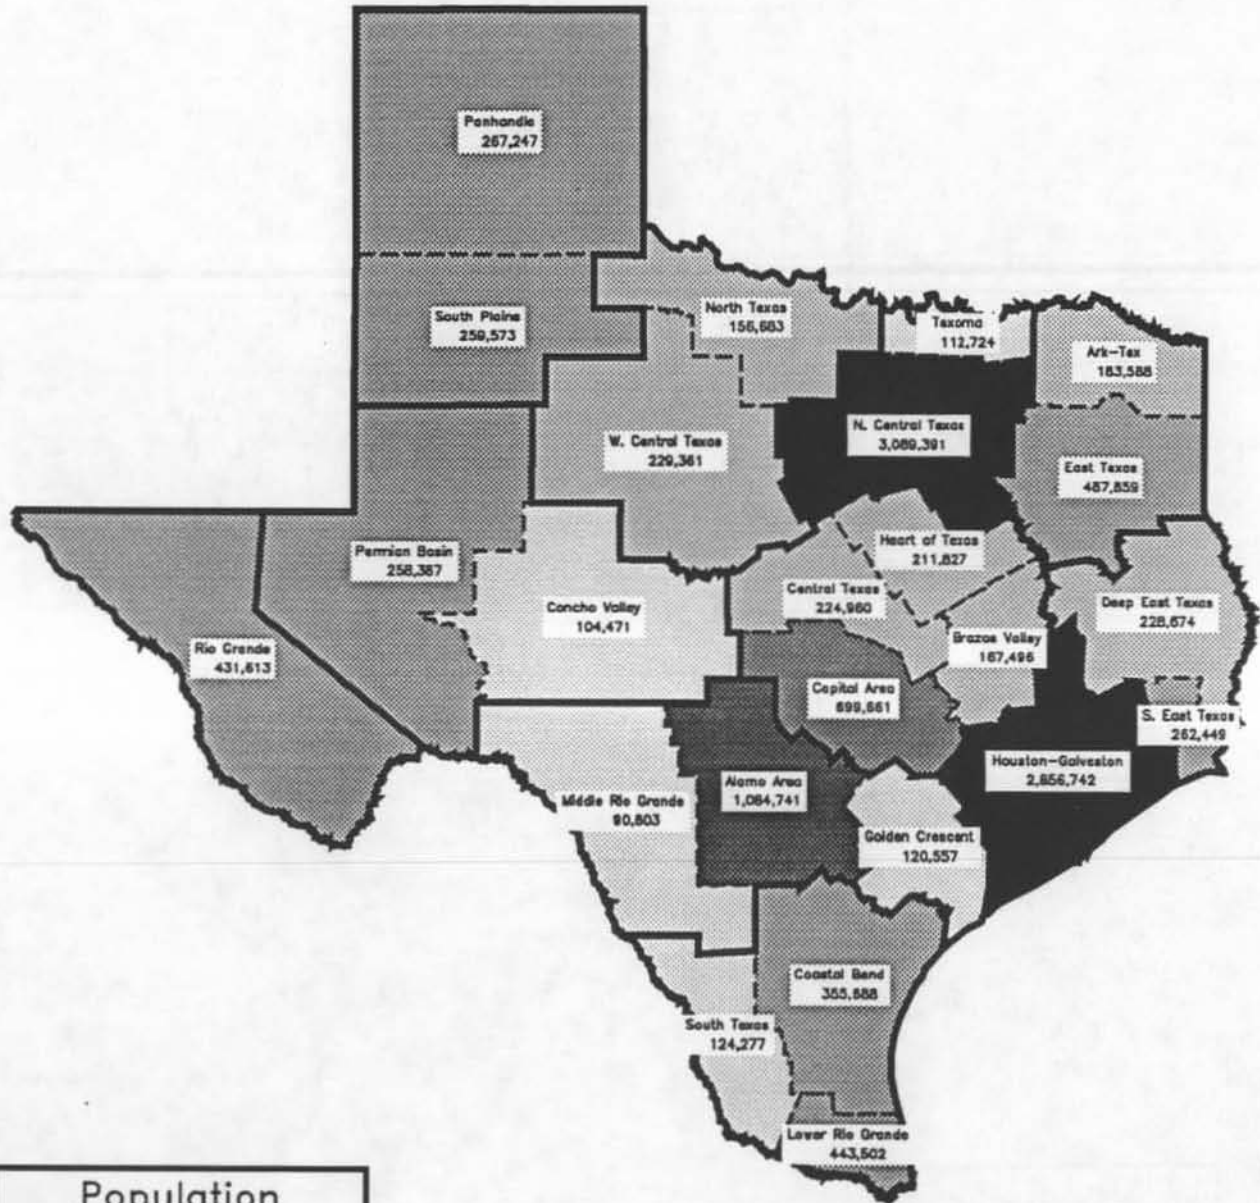 Panhandle
267,247
South Plains
259,573
North Texas
156,683
Texoma
112,724
Ark-Tex
183,588
N. Central Texas
3,089,391
W. Central Texas
229,361
East Texas
487,859
Heart of Texas
211,827
Permian Basin
258,367
Central Texas
224,960
Concho Valley
104,471
Deep East Texas
228,674
Brazos Valley
167,496
Rio Grande
431,613
Capital Area
699,661
S. East Texas
262,449
Houston-Galveston
2,856,742
Alamo Area
1,084,741
Middle Rio Grande
90,803
Golden Crescent
120,557
Coastal Bend
355,688
South Texas
124,277
Lower Rio Grande
443,502
Population